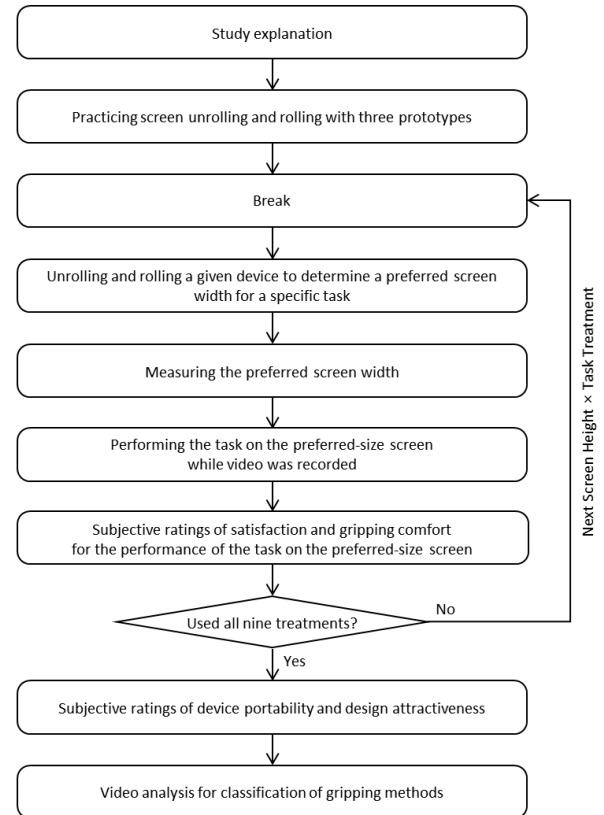 Study explanation
Practicing screen unrolling and rolling with three prototypes
Break
Unrolling and rolling a given device to determine a preferred screen
width for a specific task
Measuring the preferred screen width
Performing the task on the preferred-size screen
while video was recorded
Subjective ratings of satisfaction and gripping comfort
for the performance of the task on the preferred-size screen
Used all nine treatments?
No
Yes
Next Screen Height × Task Treatment
Subjective ratings of device portability and design attractiveness
Video analysis for classification of gripping methods